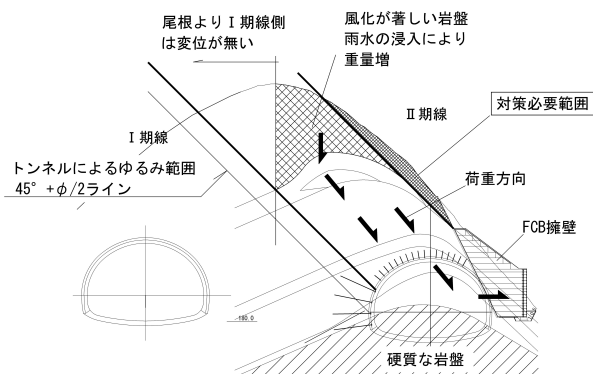 尾根よりⅠ期線側
は変位が無い
風化が著しい岩盤
雨水の浸入により
重量増
対策必要範囲
Ⅱ期線
Ⅰ期線
トンネルによるゆるみ範囲
45°+φ/2ライン
荷重方向
FCB擁壁
180.0
硬質な岩盤